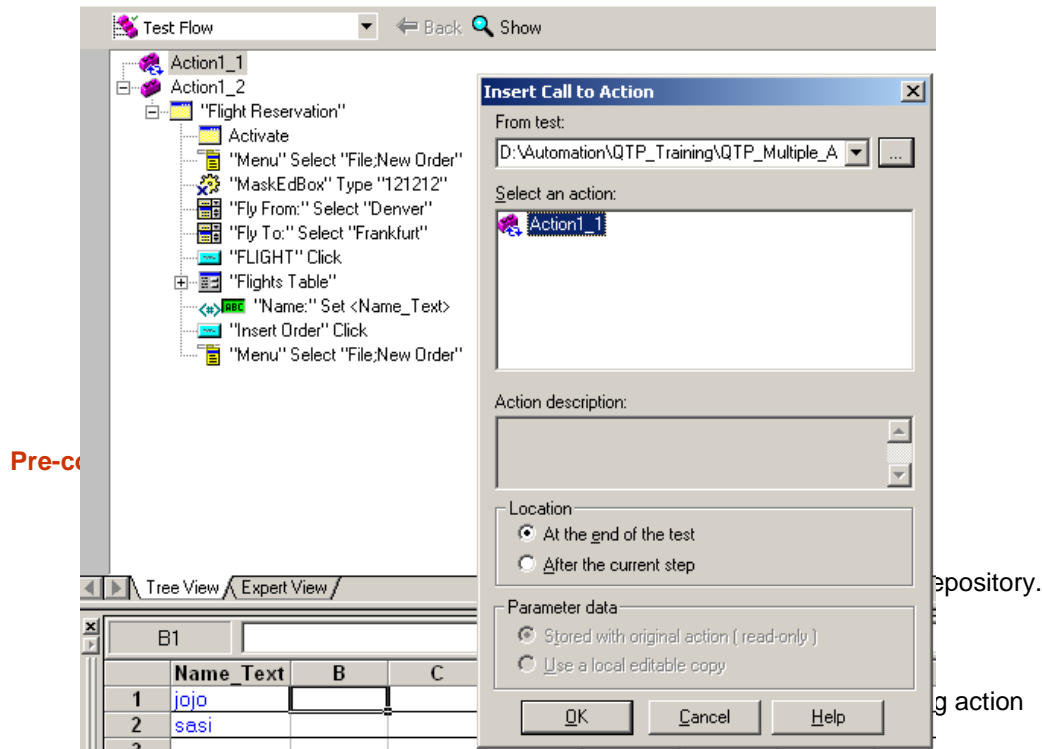 Test Flow Back Show
Action1_1
Action1_2
"Flight Reservation"
Activate
"Menu" Select "File;New Order"
"MaskEdBox" Type "121212"
"Fly From:" Select "Denver"
"Fly To:" Select "Frankfurt"
"FLIGHT" Click
"Flights Table"
ABC "Name:" Set <Name_Text>
"Insert Order" Click
"Menu" Select "File;New Order"
Insert Call to Action
From test:
D:\Automation\QTP_Training\QTP_Multiple_A ...
Select an action:
Action1_1
Action description:
Location
At the end of the test
After the current step
Parameter data
Stored with original action ( read-only )
Use a local editable copy
OK Cancel Help
Tree View Expert View
B1
Name_Text B C
1 jojo
2 sasi
action